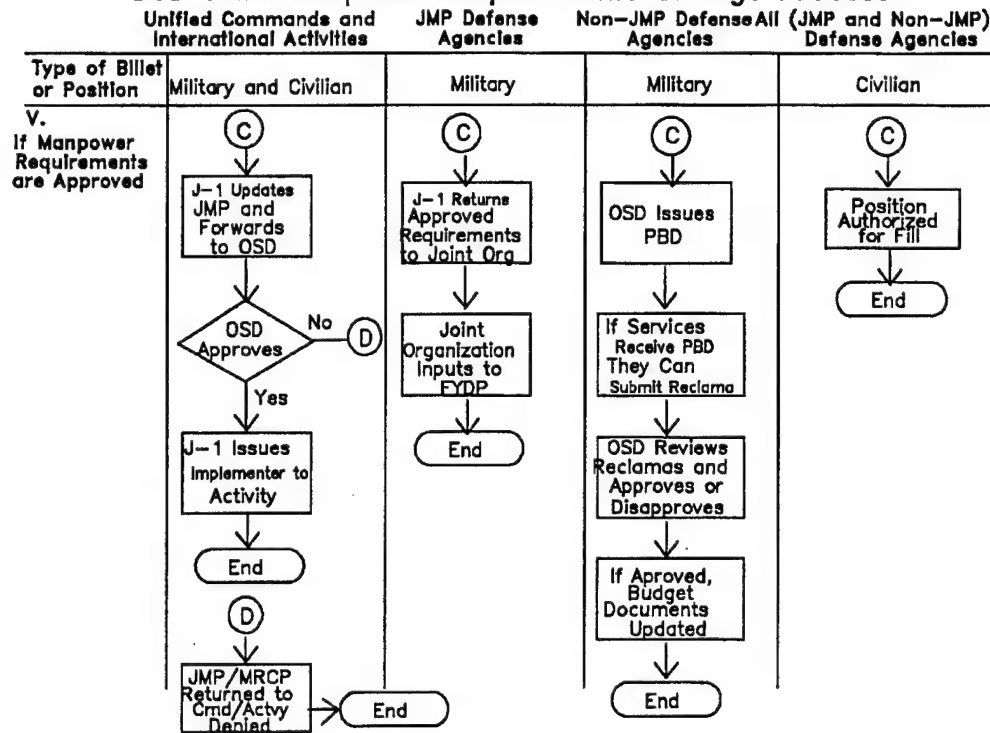 Unified Commands and
International Activities
JMP Defense
Agencies
Non-JMP Defense
Agencies
All (JMP and Non-JMP)
Defense Agencies
Type of Billet
or Position
Military and Civilian
Military
Military
Civilian
V.
If Manpower
Requirements
are Approved
C
J-1 Updates
JMP and
Forwards
to OSD
OSD
Approves
No
D
Yes
J-1 Issues
Implementer to
Activity
End
D
JMP/MRCP
Returned to
Cmd/Actvy
Denied
End
C
J-1 Returns
Approved
Requirements
to Joint Org
Joint
Organization
Inputs to
FYDP
End
C
OSD Issues
PBD
If Services
Receive PBD
They Can
Submit Reclama
OSD Reviews
Reclamas and
Approves or
Disapproves
If Aproved,
Budget
Documents
Updated
End
C
Position
Authorized
for Fill
End